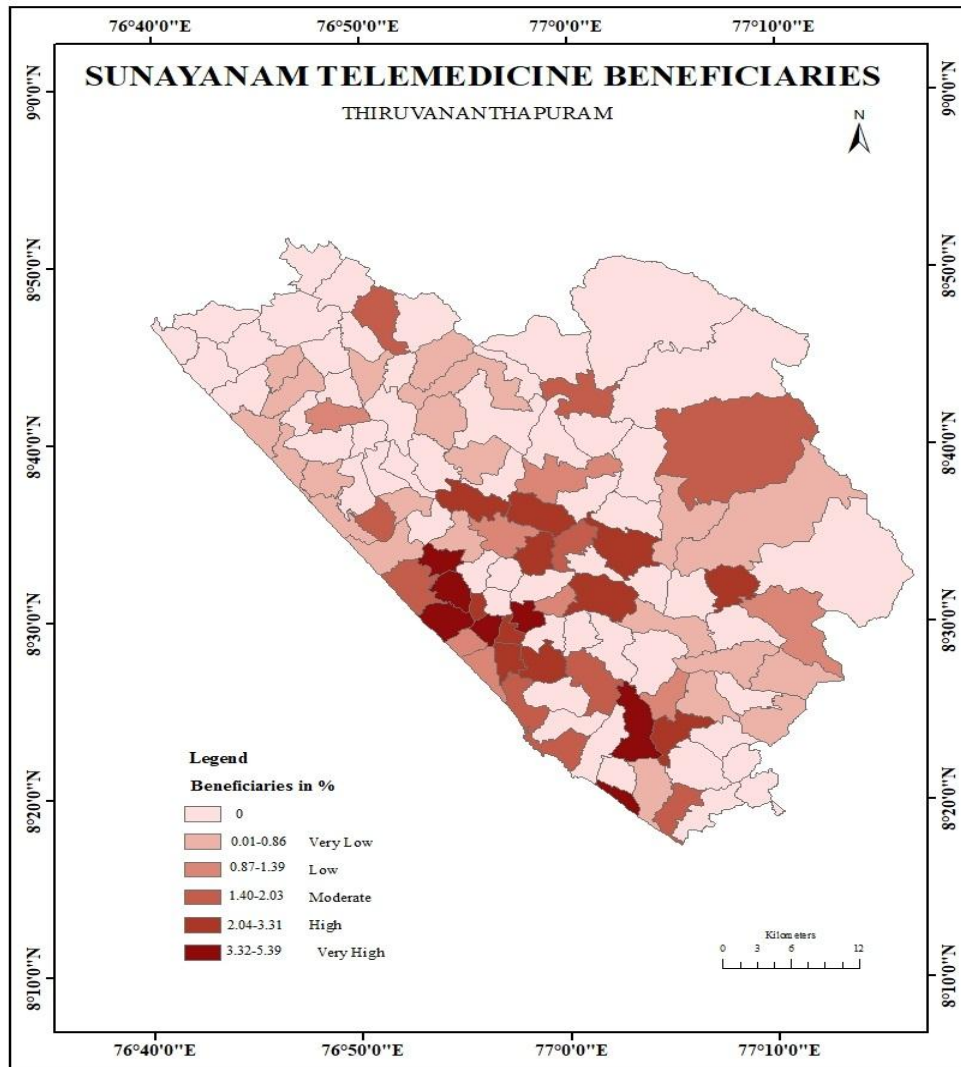 76°40'0"E 76°50'0"E 77°0'0"E 77°10'0"E
SUNAYANAM TELEMEDICINE BENEFICIARIES
THIRUVANANTHAPURAM
N
9°0'0"N 9°0'0"N
8°50'0"N 8°50'0"N
8°40'0"N 8°40'0"N
8°30'0"N 8°30'0"N
8°20'0"N 8°20'0"N
8°10'0"N 8°10'0"N
Legend
Beneficiaries in %
0
0.01-0.86 Very Low
0.87-1.39 Low
1.40-2.03 Moderate
2.04-3.31 High
3.32-5.39 Very High
Kilometers
0 3 6 12
76°40'0"E 76°50'0"E 77°0'0"E 77°10'0"E